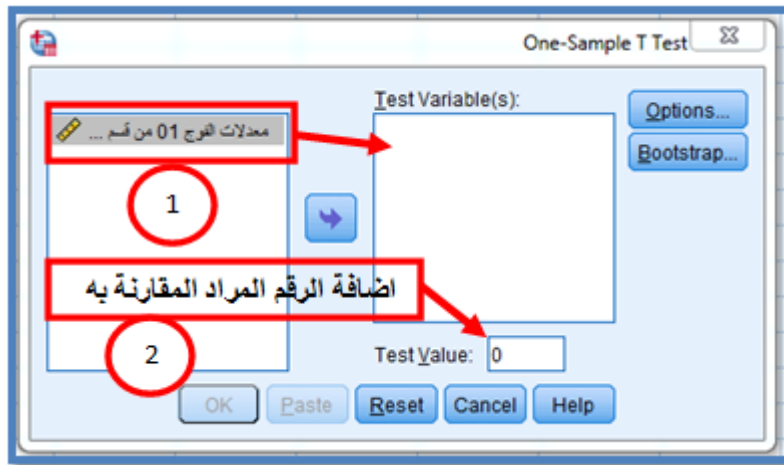 One-Sample T Test
معدلات الفوج 01 من قسم ...
Test Variable(s):
Options...
Bootstrap...
1
اضافة الرقم المراد المقارنة به
2
Test Value: 0
OK Paste Reset Cancel Help